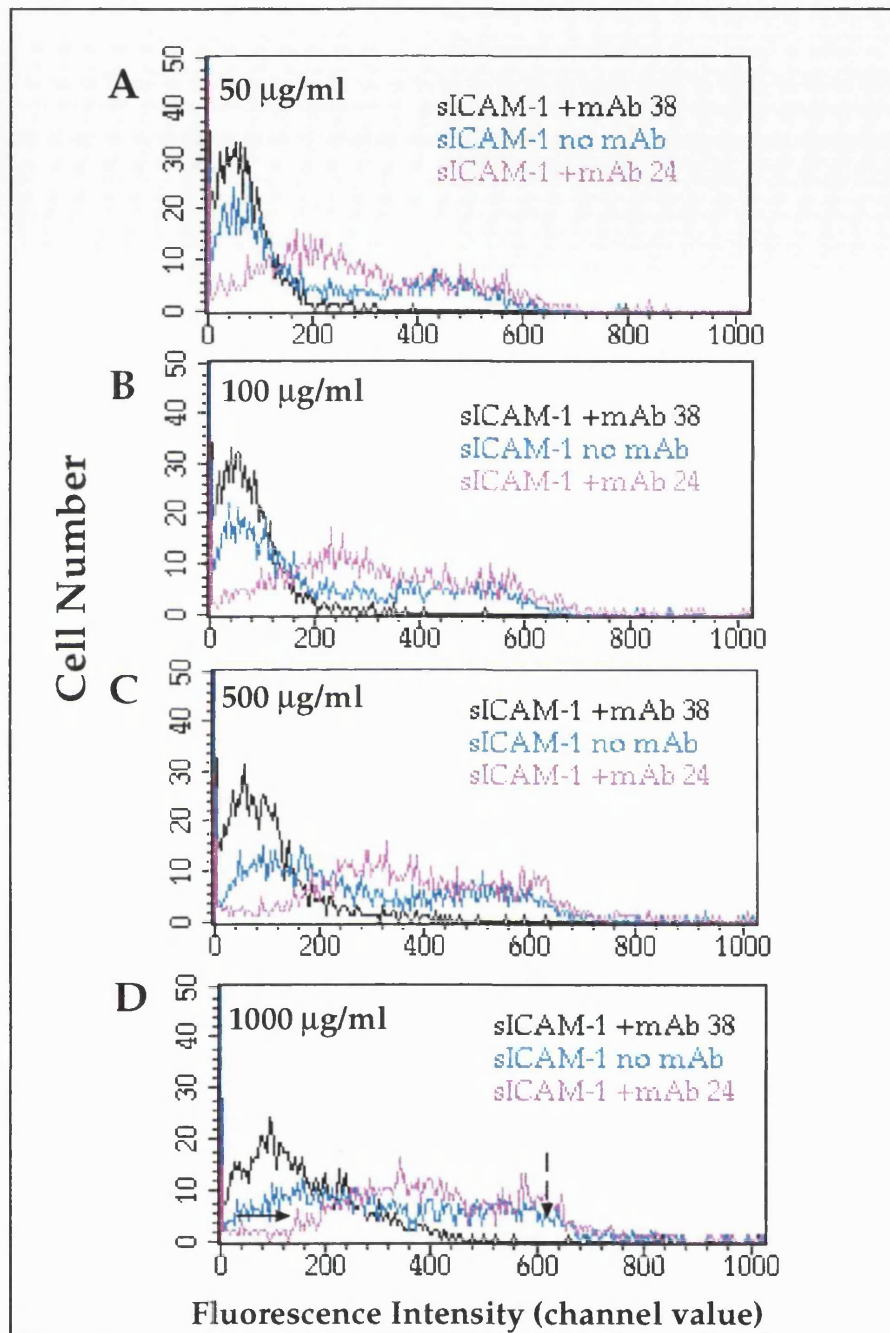 A
50 µg/ml
sICAM-1 +mAb 38
sICAM-1 no mAb
sICAM-1 +mAb 24
50
40
30
20
10
0
0 200 400 600 800 1000
B
100 µg/ml
sICAM-1 +mAb 38
sICAM-1 no mAb
sICAM-1 +mAb 24
50
40
30
20
10
0
0 200 400 600 800 1000
Cell Number
C
500 µg/ml
sICAM-1 +mAb 38
sICAM-1 no mAb
sICAM-1 +mAb 24
50
40
30
20
10
0
0 200 400 600 800 1000
D
1000 µg/ml
sICAM-1 +mAb 38
sICAM-1 no mAb
sICAM-1 +mAb 24
50
40
30
20
10
0
0 200 400 600 800 1000
Fluorescence Intensity (channel value)